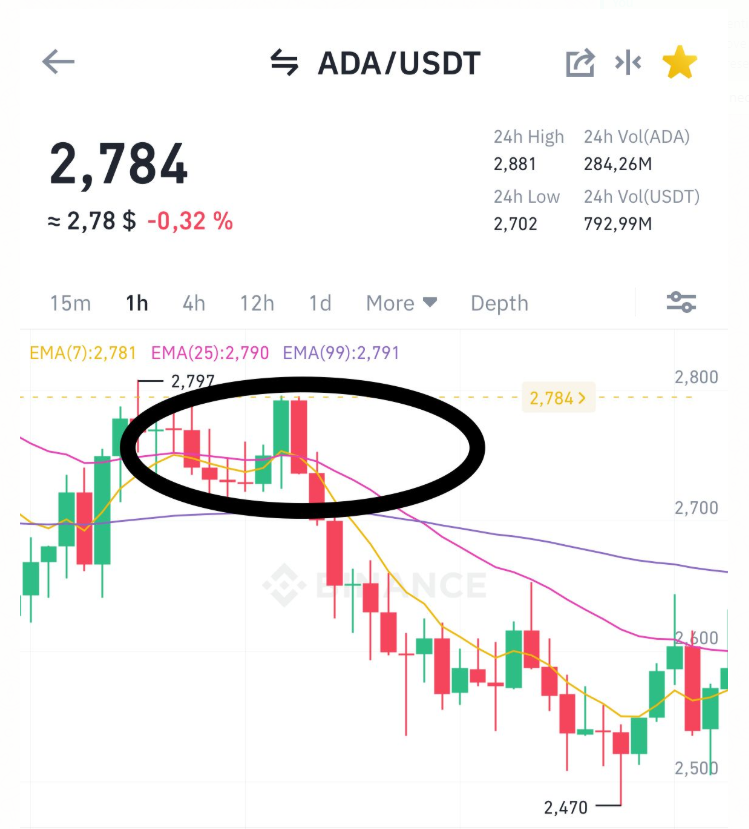 ADA/USDT
2,784
≈ 2,78 $ -0,32 %
24h High
2,881
24h Vol(ADA)
284,26M
24h Low
2,702
24h Vol(USDT)
792,99M
15m 1h 4h 12h 1d More Depth
EMA(7):2,781 EMA(25):2,790 EMA(99):2,791
2,797
2,800
2,784
2,700
BINANCE
2,600
2,500
2,470